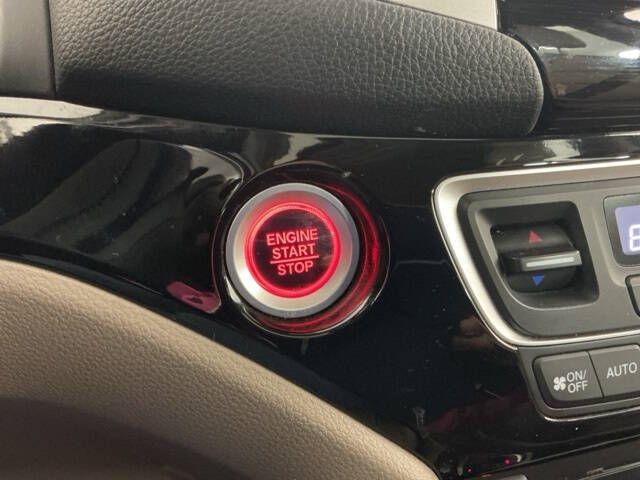 ENGINE
START
STOP
ON/
OFF
AUTO